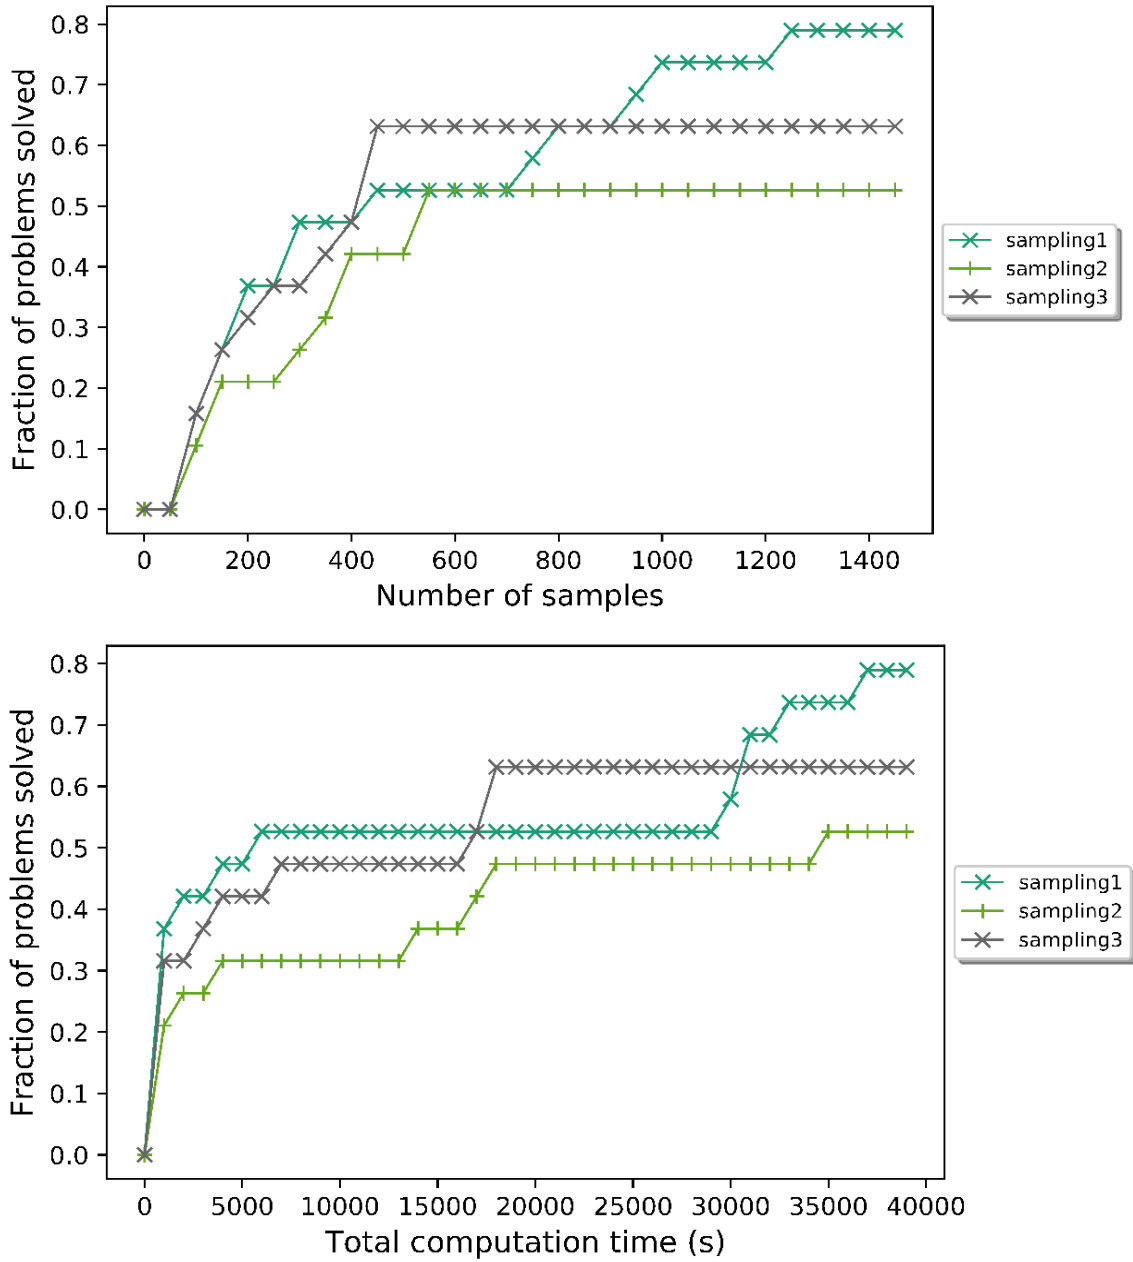 0.8
0.7
0.6
0.5
0.4
0.3
0.2
0.1
0.0
Fraction of problems solved
0 200 400 600 800 1000 1200 1400
Number of samples
sampling1
sampling2
sampling3
0.8
0.7
0.6
0.5
0.4
0.3
0.2
0.1
0.0
Fraction of problems solved
0 5000 10000 15000 20000 25000 30000 35000 40000
Total computation time (s)
sampling1
sampling2
sampling3